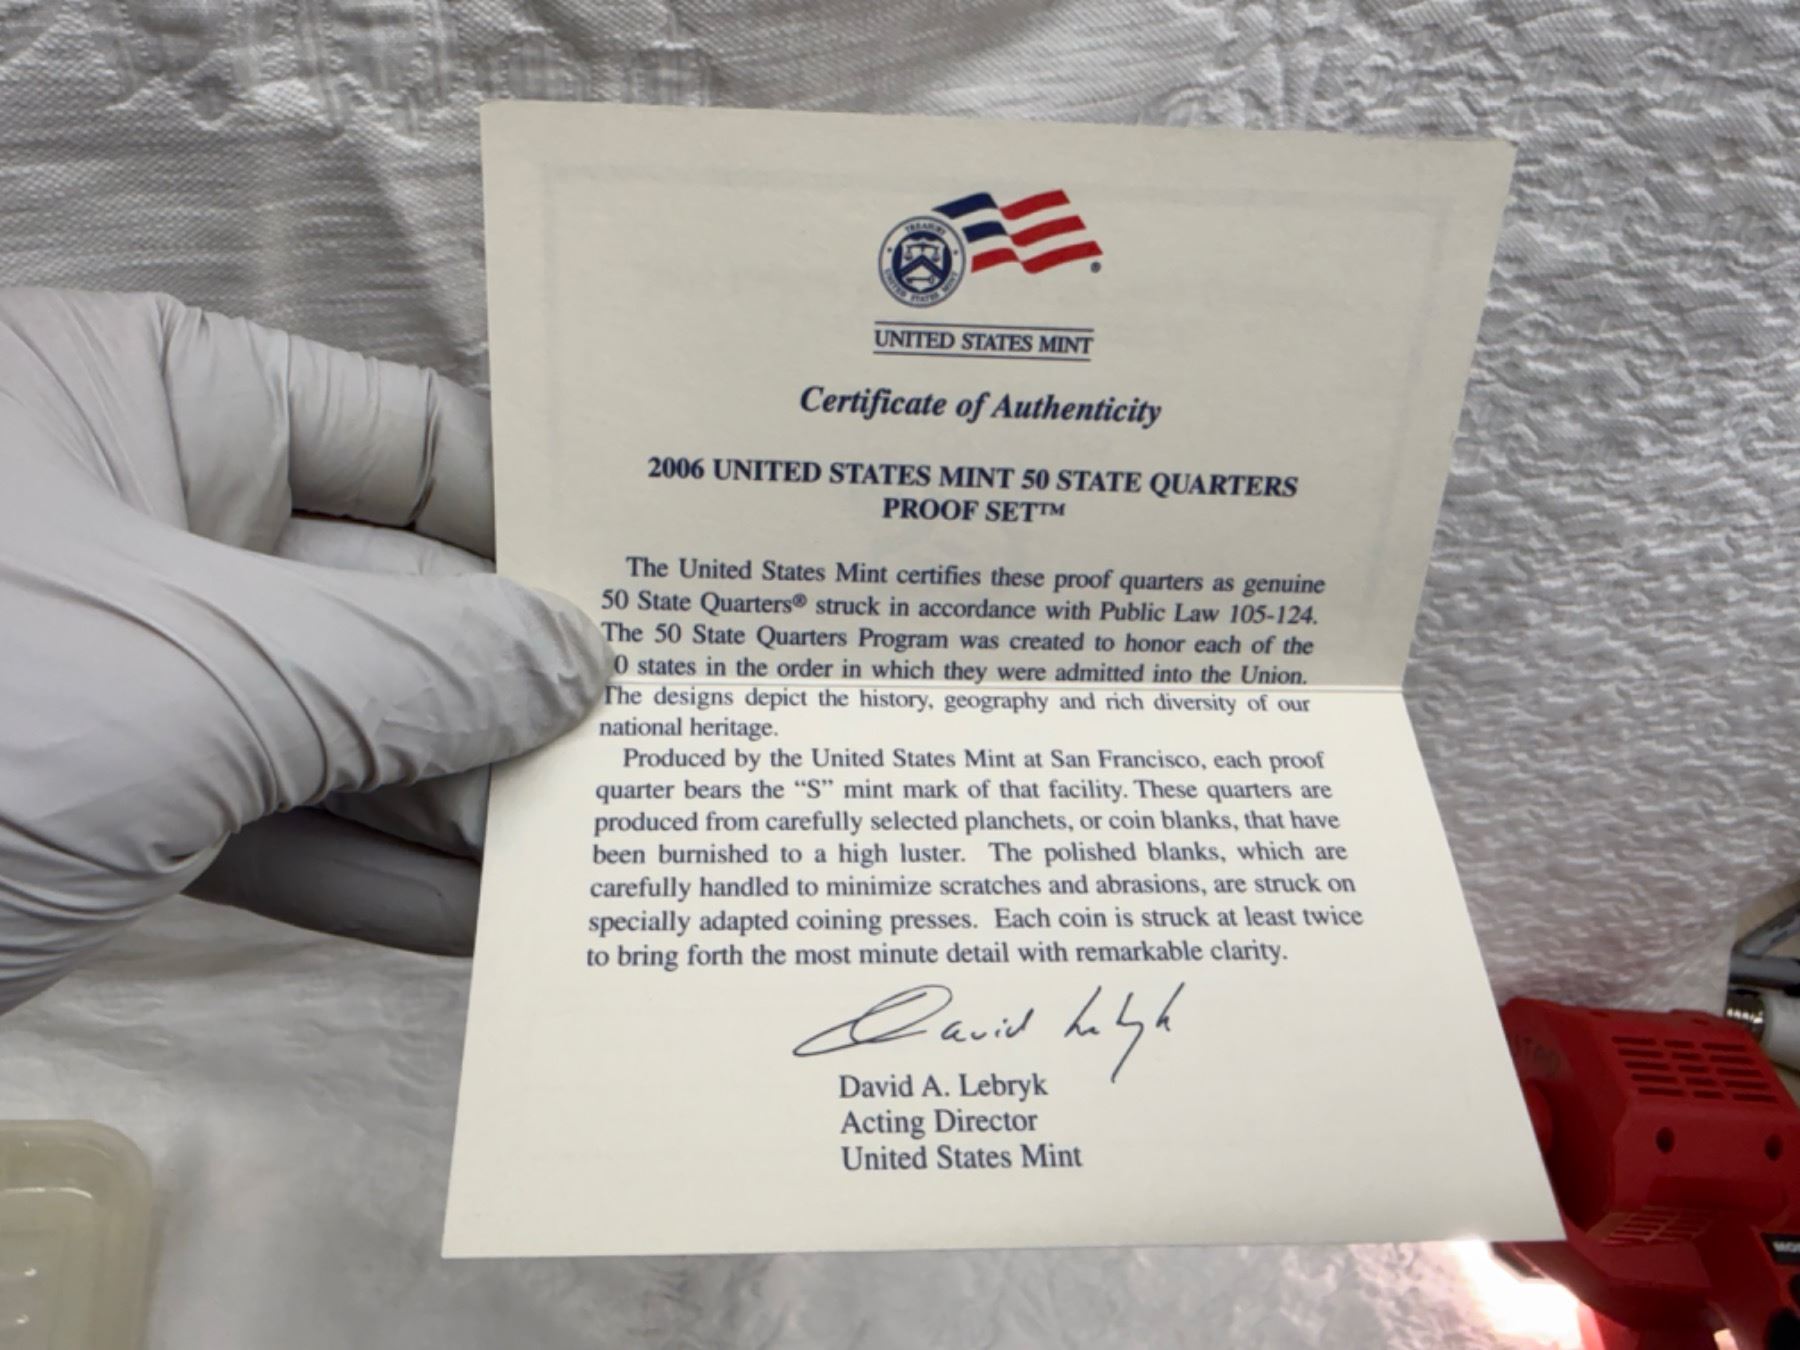 TREASURY
UNITED STATES MINT
®
UNITED STATES MINT
Certificate of Authenticity
2006 UNITED STATES MINT 50 STATE QUARTERS
PROOF SET™
The United States Mint certifies these proof quarters as genuine
50 State Quarters® struck in accordance with Public Law 105-124.
The 50 State Quarters Program was created to honor each of the
0 states in the order in which they were admitted into the Union.
The designs depict the history, geography and rich diversity of our
national heritage.
Produced by the United States Mint at San Francisco, each proof
quarter bears the “S” mint mark of that facility. These quarters are
produced from carefully selected planchets, or coin blanks, that have
been burnished to a high luster. The polished blanks, which are
carefully handled to minimize scratches and abrasions, are struck on
specially adapted coining presses. Each coin is struck at least twice
to bring forth the most minute detail with remarkable clarity.
David Lebryk
David A. Lebryk
Acting Director
United States Mint